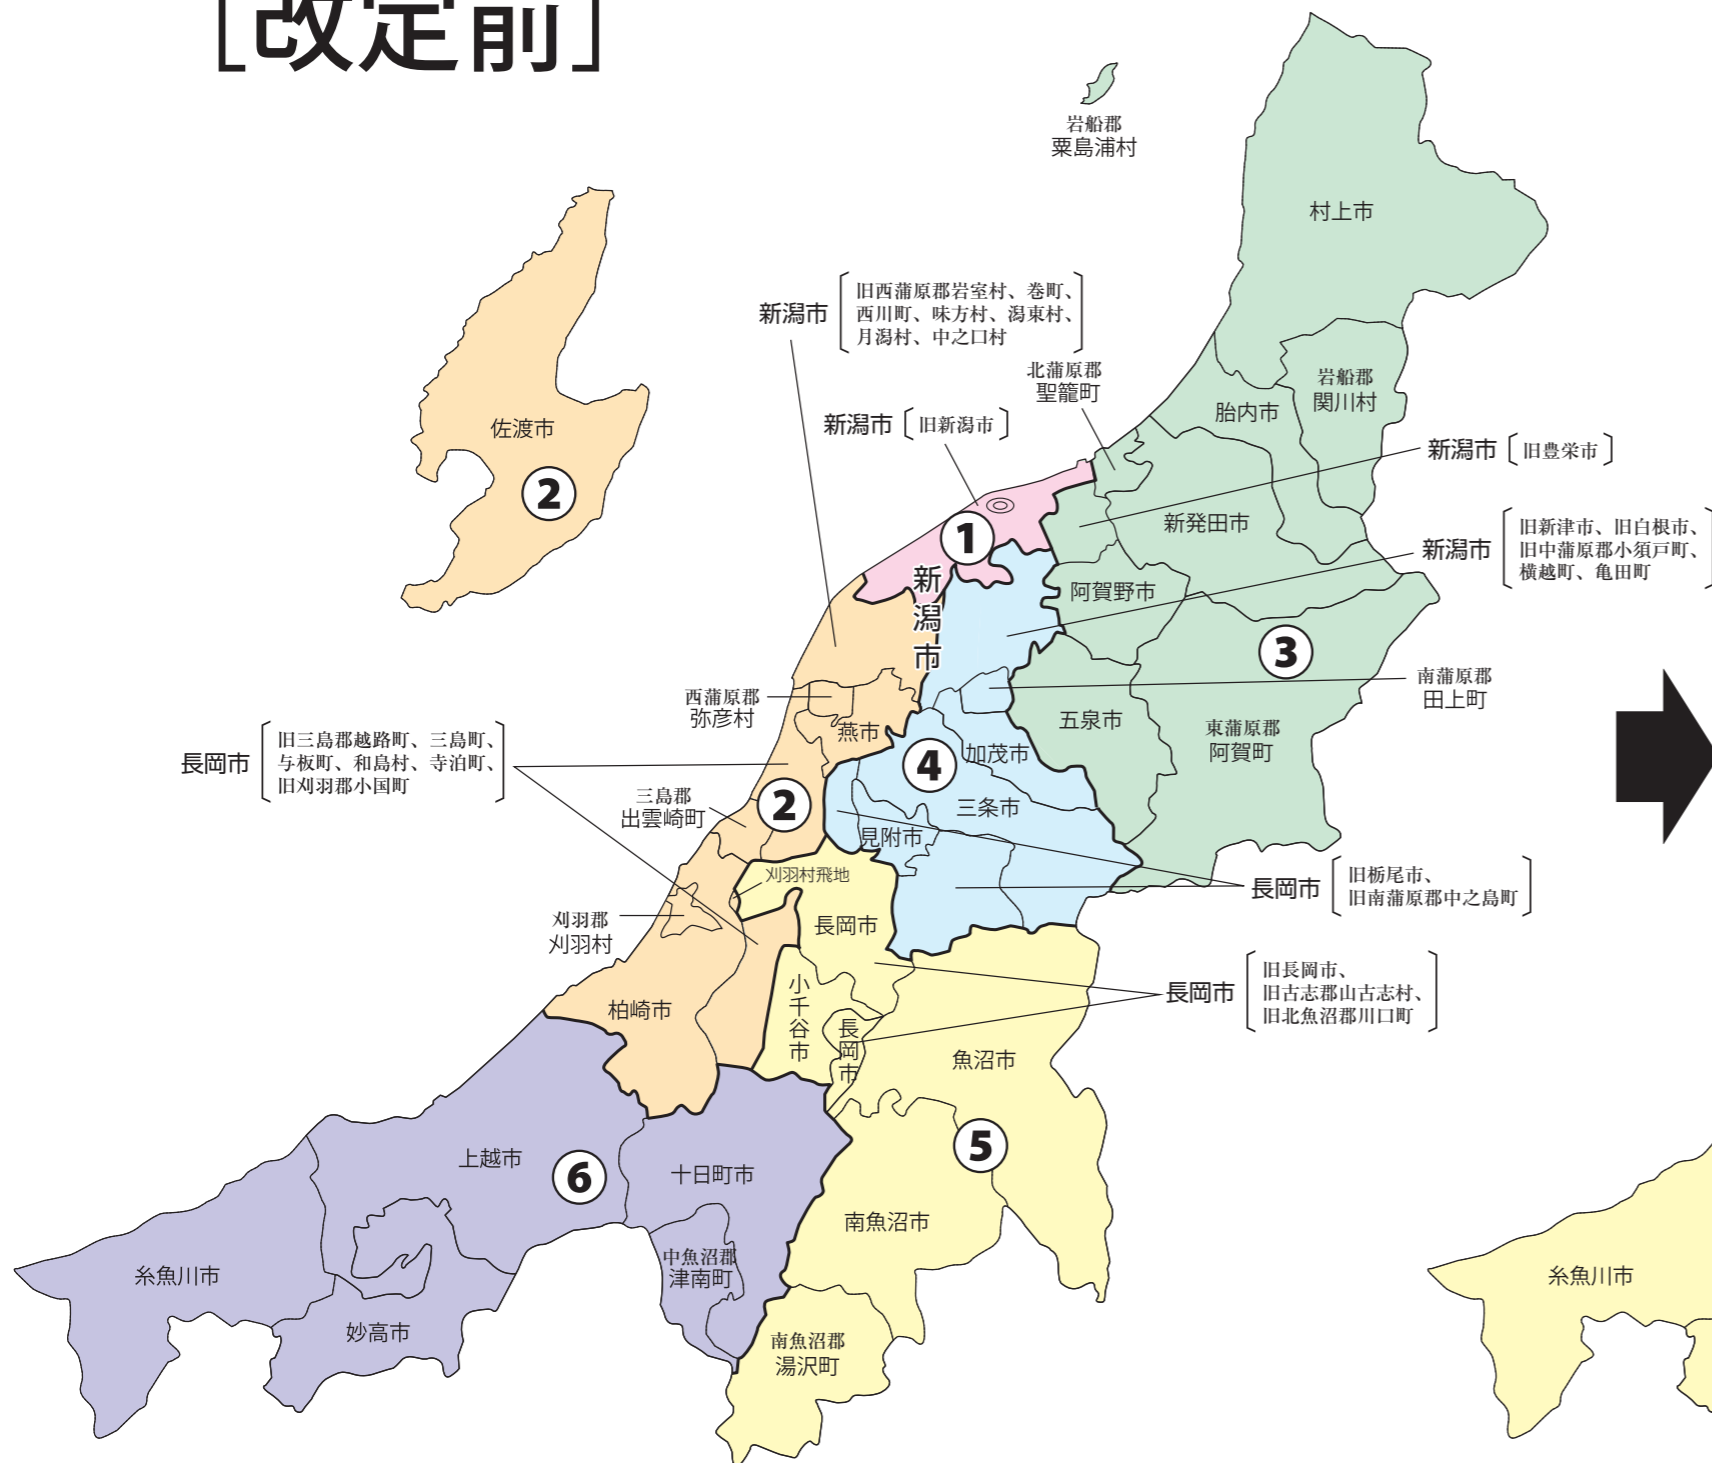 [改定前]
岩船郡
粟島浦村
村上市
新潟市
旧西蒲原郡岩室村、巻町、
西川町、味方村、潟東村、
月潟村、中之口村
北蒲原郡
聖籠町
岩船郡
関川村
胎内市
佐渡市
2
新潟市
旧新潟市
新潟市
旧豊栄市
新発田市
1
新潟市
旧新津市、旧白根市、
旧中蒲原郡小須戸町、
横越町、亀田町
新潟市
阿賀野市
3
南蒲原郡
田上町
西蒲原郡
弥彦村
燕市
五泉市
東蒲原郡
阿賀町
長岡市
旧三島郡越路町、三島町、
与板町、和島村、寺泊町、
旧刈羽郡小国町
加茂市
4
三島郡
出雲崎町
2
三条市
見附市
刈羽村飛地
長岡市
旧栃尾市、
旧南蒲原郡中之島町
刈羽郡
刈羽村
長岡市
長岡市
旧長岡市、
旧古志郡山古志村、
旧北魚沼郡川口町
柏崎市
小千谷市
長岡市
魚沼市
5
上越市
6
十日町市
南魚沼市
中魚沼郡
津南町
糸魚川市
妙高市
南魚沼郡
湯沢町
糸魚川市